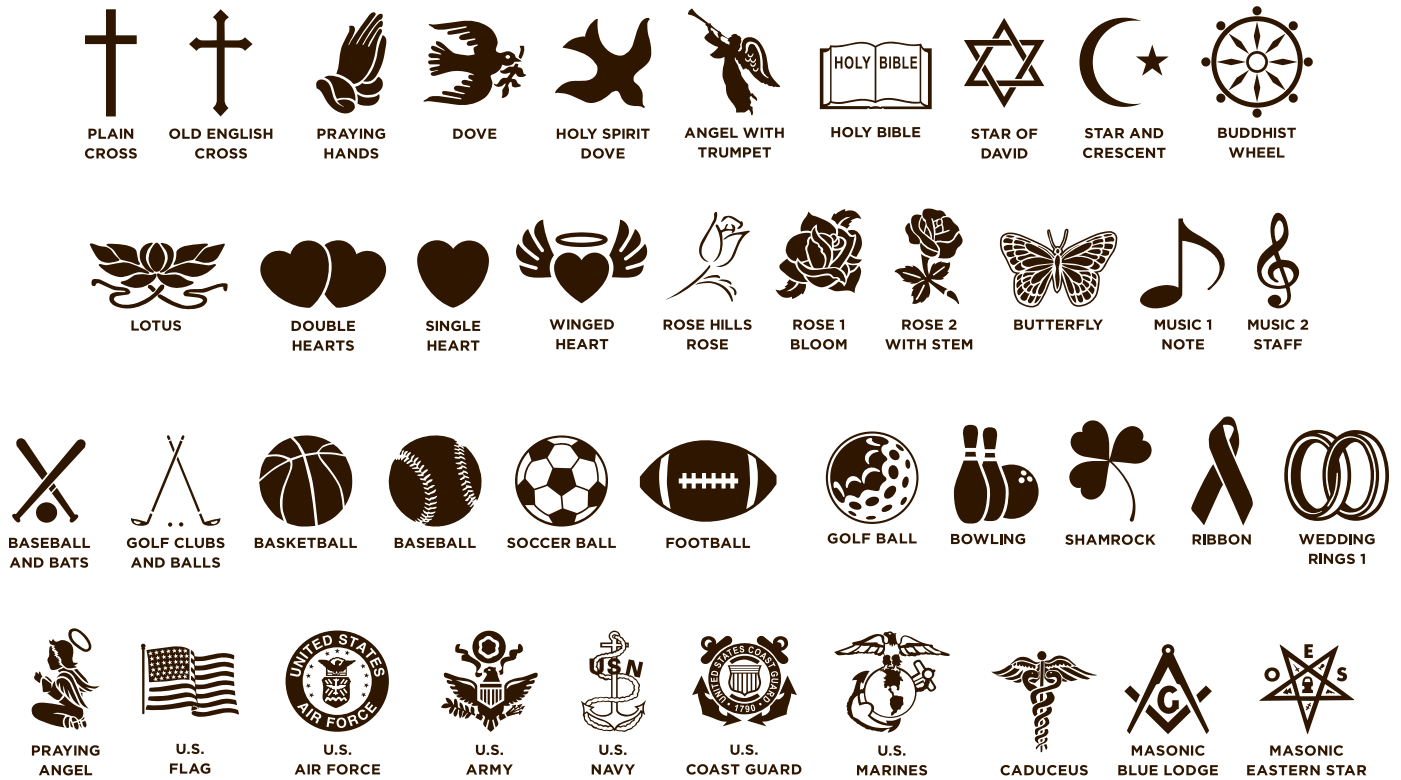 HOLY BIBLE
PLAIN
CROSS
OLD ENGLISH
CROSS
PRAYING
HANDS
DOVE
HOLY SPIRIT
DOVE
ANGEL WITH
TRUMPET
HOLY BIBLE
STAR OF
DAVID
STAR AND
CRESCENT
BUDDHIST
WHEEL
LOTUS
DOUBLE
HEARTS
SINGLE
HEART
WINGED
HEART
ROSE HILLS
ROSE
ROSE 1
BLOOM
ROSE 2
WITH STEM
BUTTERFLY
MUSIC 1
NOTE
MUSIC 2
STAFF
BASEBALL
AND BATS
GOLF CLUBS
AND BALLS
BASKETBALL
BASEBALL
SOCCER BALL
FOOTBALL
GOLF BALL
BOWLING
SHAMROCK
RIBBON
WEDDING
RINGS 1
PRAYING
ANGEL
U.S.
FLAG
UNITED STATES
AIR FORCE
U.S.
AIR FORCE
U.S.
ARMY
USN
U.S.
NAVY
UNITED STATES COAST GUARD
1790
U.S.
COAST GUARD
U.S.
MARINES
CADUCEUS
G
MASONIC
BLUE LODGE
O E S
MASONIC
EASTERN STAR